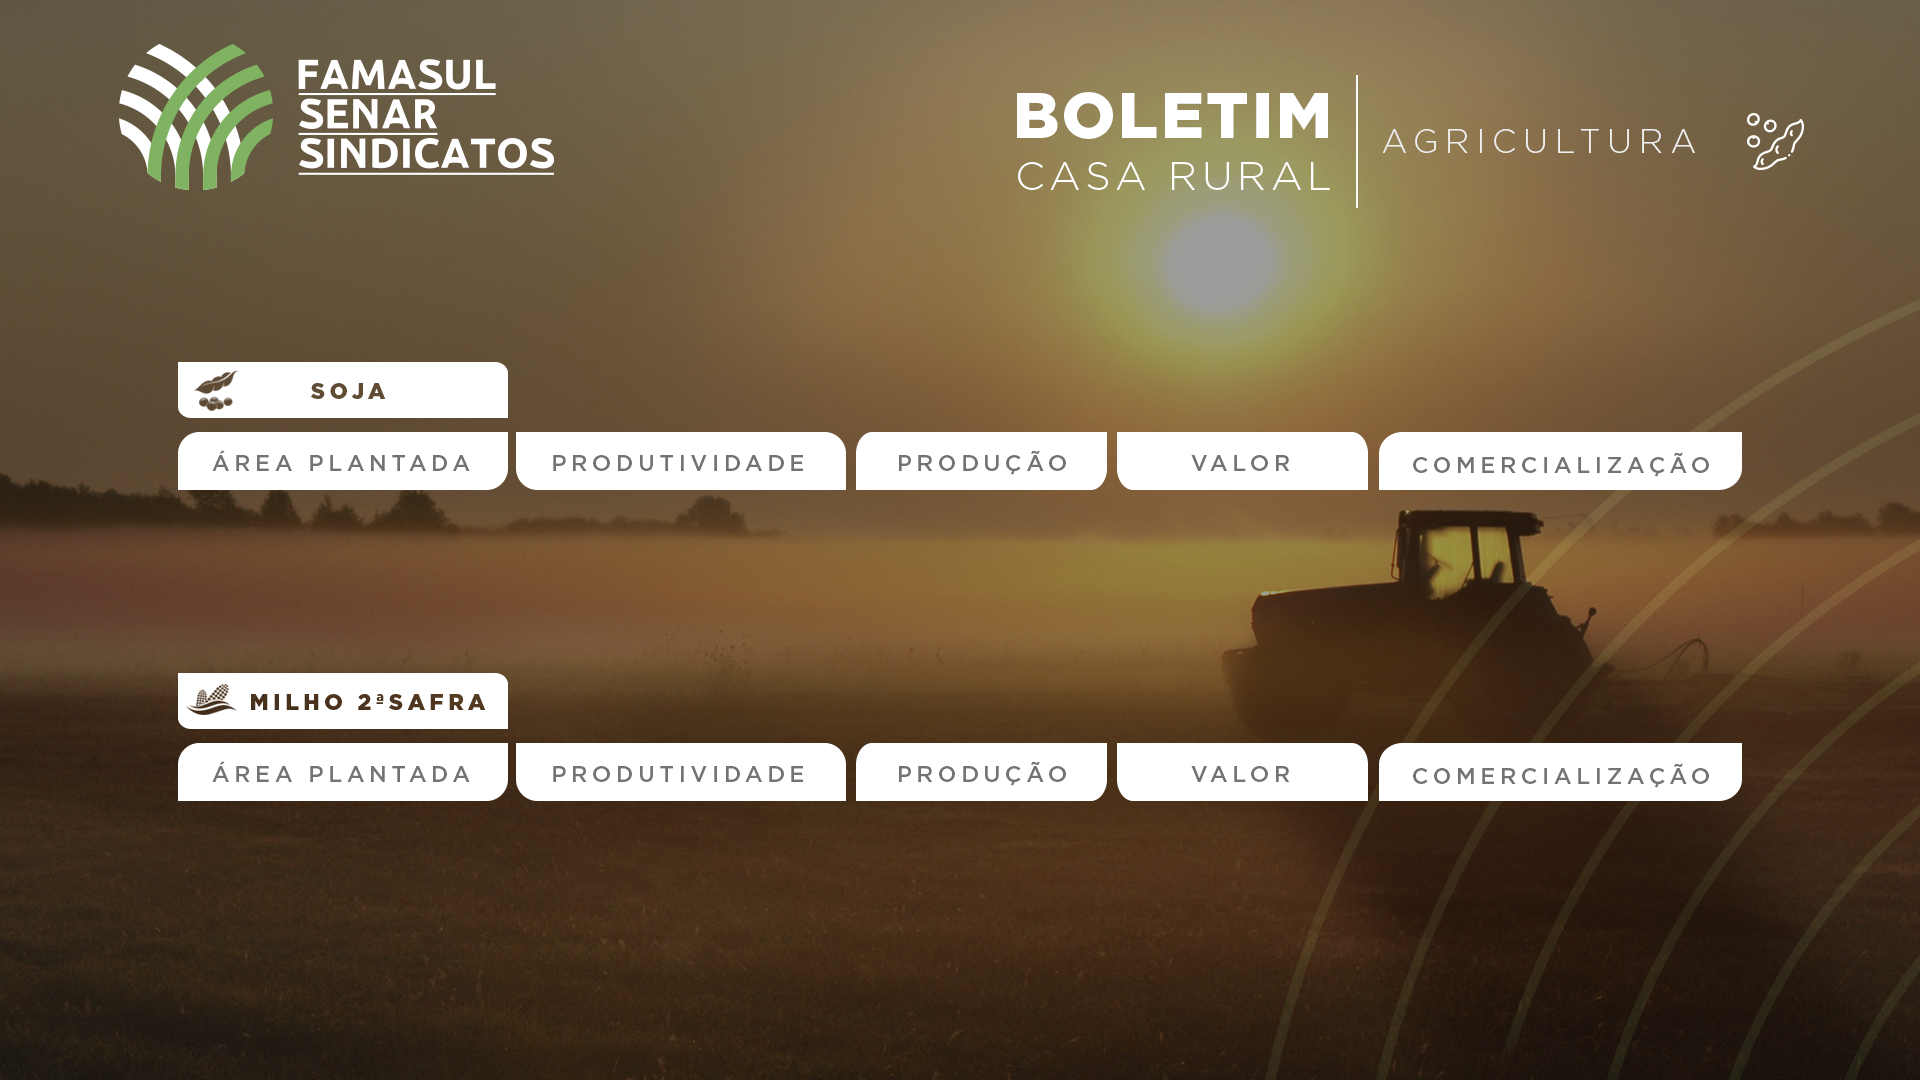 FAMASUL
SENAR
SINDICATOS
BOLETIM
CASA RURAL
AGRICULTURA
SOJA
ÁREA PLANTADA
PRODUTIVIDADE
PRODUÇÃO
VALOR
COMERCIALIZAÇÃO
MILHO 2ªSAFRA
ÁREA PLANTADA
PRODUTIVIDADE
PRODUÇÃO
VALOR
COMERCIALIZAÇÃO